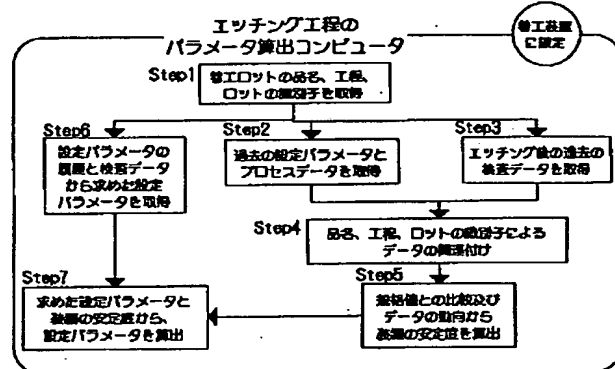 エッチング工程の
パラメータ算出コンピュータ
着工装置
に設定
Step1
着工ロットの品名、工程、
ロットの識別子を取得
Step6
設定パラメータの
履歴と検査データ
から求めた設定
パラメータを取得
Step2
過去の設定パラメータと
プロセスデータを取得
Step3
エッチング後の過去の
検査データを取得
Step4
品名、工程、ロットの識別子による
データの関連付け
Step7
求めた設定パラメータと
装置の安定度から、
設定パラメータを算出
Step5
規格値との比較及び
データの動向から
装置の安定度を算出